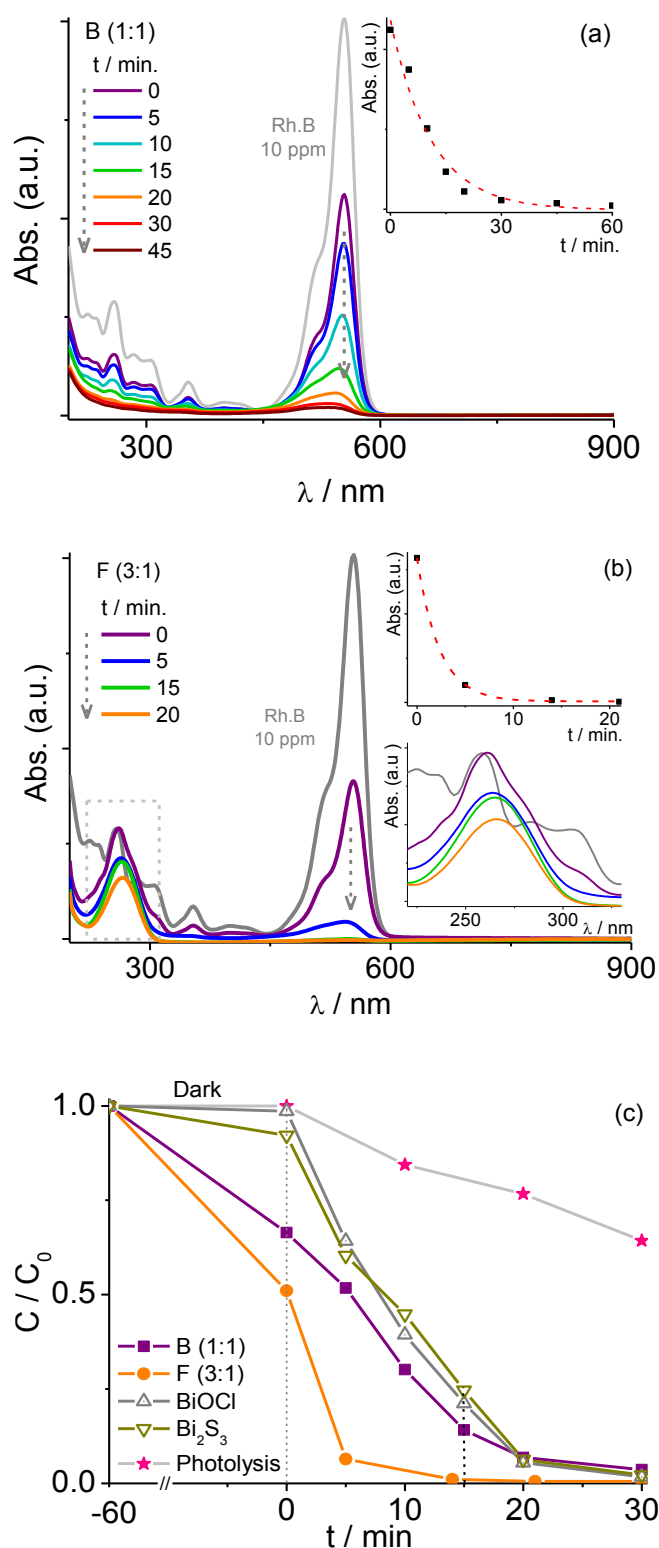 B (1:1)
(a)
t / min.
0
5
10
15
20
30
45
Rh.B
10 ppm
Abs. (a.u.)
0 30 60
t / min.
Abs. (a.u.)
300 600 900
λ / nm
F (3:1)
(b)
t / min.
0
5
15
20
Rh.B
10 ppm
Abs. (a.u.)
0 10 20
t / min.
Abs. (a.u)
250 300
λ / nm
Abs. (a.u.)
300 600 900
λ / nm
Dark
(c)
1.0
0.5
0.0
C / C₀
B (1:1)
F (3:1)
BiOCl
Bi₂S₃
Photolysis
-60 // 0 10 20 30
t / min